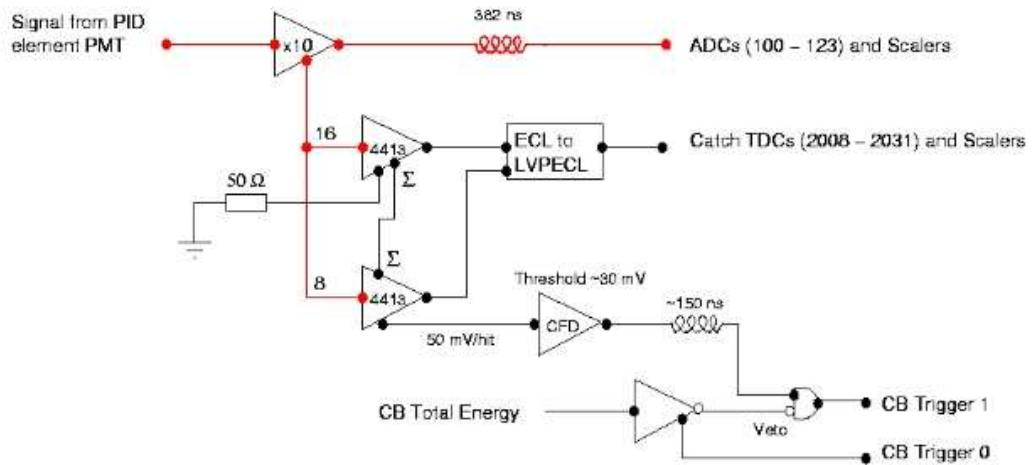 Signal from PID
element PMT
x10
382 ns
ADCs (100 – 123) and Scalers
16
4413
ECL to
LVPECL
Catch TDCs (2008 – 2031) and Scalers
50 Ω
Σ
Σ
8
4413
Threshold ~30 mV
CFD
~150 ns
50 mV/hit
CB Total Energy
Veto
CB Trigger 1
CB Trigger 0